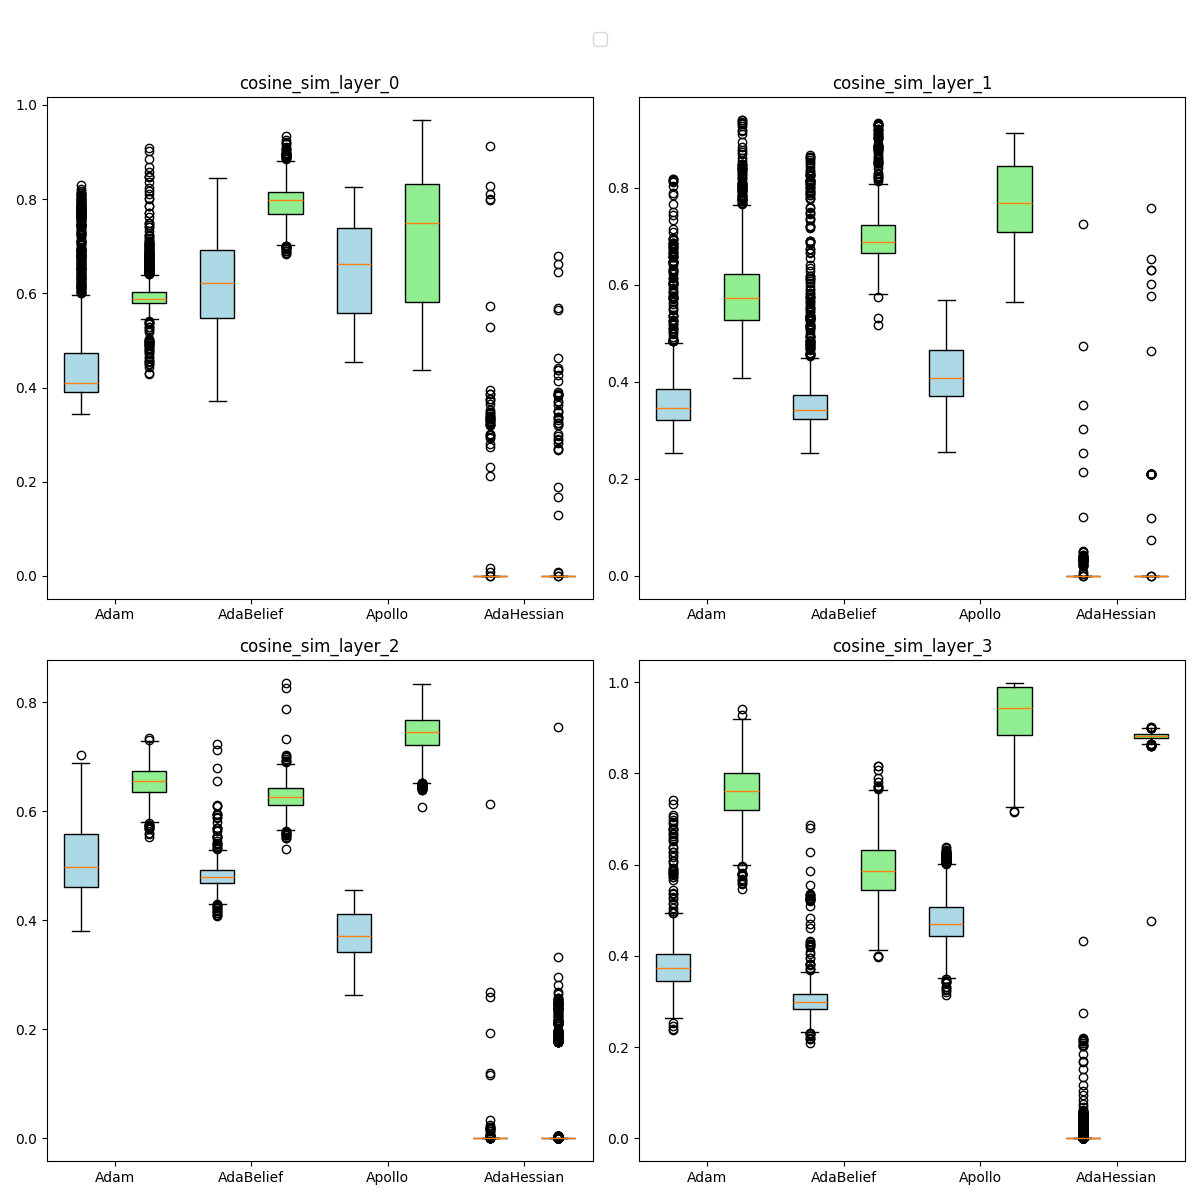 cosine_sim_layer_0
1.0
0.8
0.6
0.4
0.2
0.0
Adam AdaBelief Apollo AdaHessian
cosine_sim_layer_1
0.8
0.6
0.4
0.2
0.0
Adam AdaBelief Apollo AdaHessian
cosine_sim_layer_2
0.8
0.6
0.4
0.2
0.0
Adam AdaBelief Apollo AdaHessian
cosine_sim_layer_3
1.0
0.8
0.6
0.4
0.2
0.0
Adam AdaBelief Apollo AdaHessian